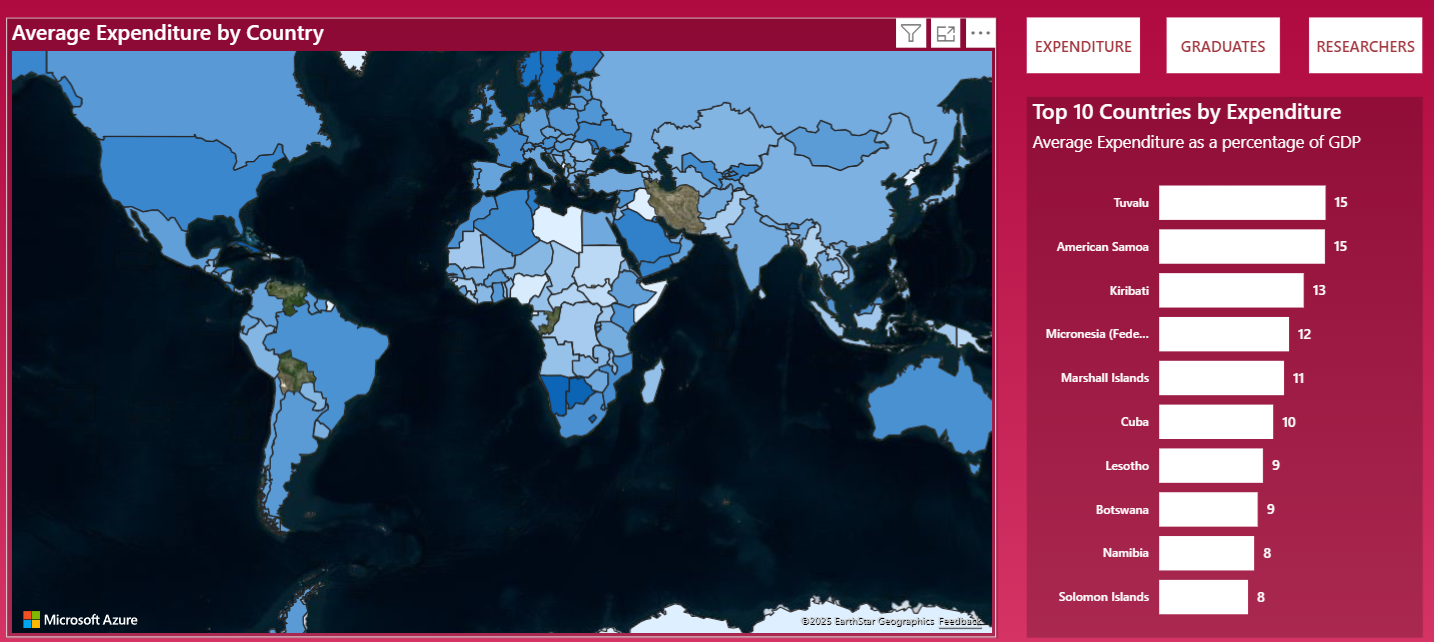 Average Expenditure by Country
EXPENDITURE
GRADUATES
RESEARCHERS
Top 10 Countries by Expenditure
Average Expenditure as a percentage of GDP
Tuvalu 15
American Samoa 15
Kiribati 13
Micronesia (Fede... 12
Marshall Islands 11
Cuba 10
Lesotho 9
Botswana 9
Namibia 8
Solomon Islands 8
Microsoft Azure
©2025 EarthStar Geographics Feedback